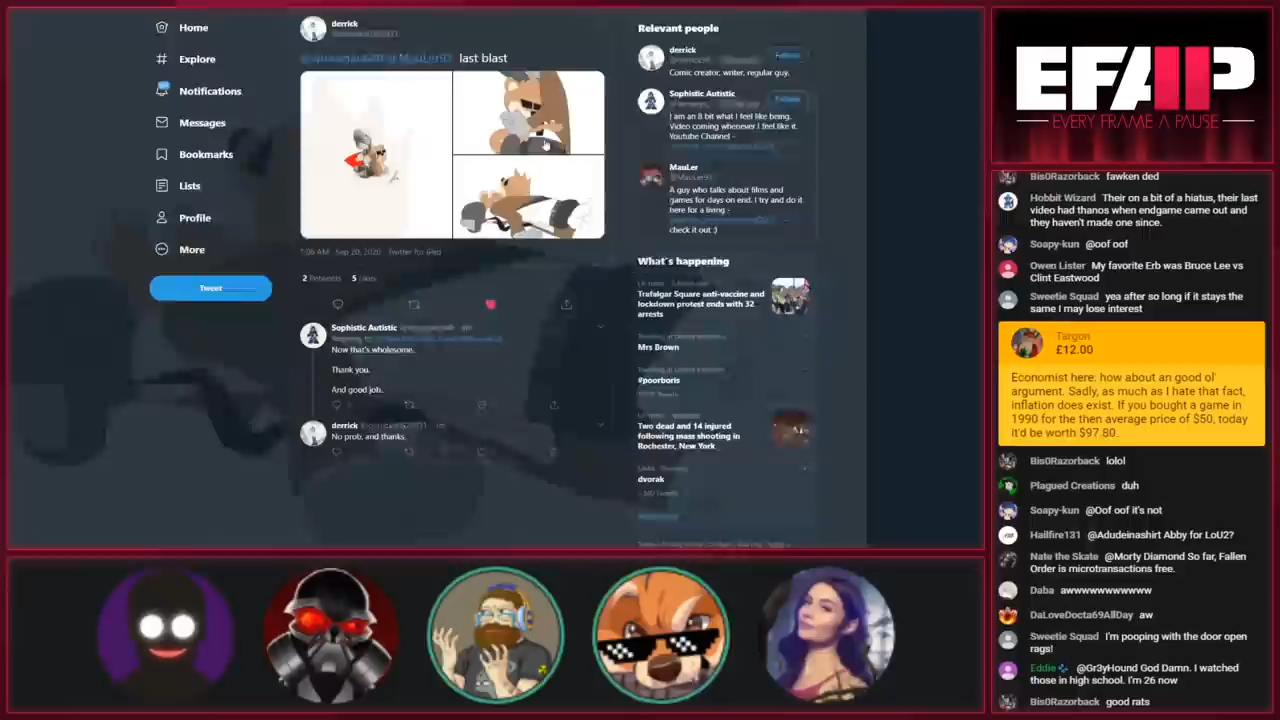 Home
Explore
Notifications
Messages
Bookmarks
Lists
Profile
More
Tweet
derrick
last blast
1:06 AM · Sep 20, 2020 · Twitter for iPad
2 Retweets 5 Likes
Sophistic Autistic
Now that's wholesome.
Thank you.
And good job.
derrick
No prob, and thanks.
Relevant people
derrick
Follow
Comic creator, writer, regular guy.
Sophistic Autistic
Follow
I am an 8 bit what I feel like being.
Video coming whenever I feel like it.
Youtube Channel -
MauLer
A guy who talks about films and
games for days on end. I try and do it
here for a living -
check it out :)
What's happening
Trafalgar Square anti-vaccine and
lockdown protest ends with 32
arrests
Mrs Brown
#poorboris
Two dead and 14 injured
following mass shooting in
Rochester, New York
dvorak
EFAP
EVERY FRAME A PAUSE
Bis0Razorback fawken ded
Hobbit Wizard Their on a bit of a hiatus, their last
video had thanos when endgame came out and
they haven't made one since.
Soapy-kun @oof oof
Owen Lister My favorite Erb was Bruce Lee vs
Clint Eastwood
Sweetie Squad yea after so long if it stays the
same I may lose interest
Targon
£12.00
Economist here: how about an good ol'
argument. Sadly, as much as I hate that fact,
inflation does exist. If you bought a game in
1990 for the then average price of $50, today
it'd be worth $97.80.
Bis0Razorback lolol
Plagued Creations duh
Soapy-kun @Oof oof it's not
Hailfire131 @Adudeinashirt Abby for LoU2?
Nate the Skate @Morty Diamond So far, Fallen
Order is microtransactions free.
Daba awwwwwwwwwww
DaLoveDocta69AllDay aw
Sweetie Squad I'm pooping with the door open
rags!
Eddie @Gr3yHound God Damn. I watched
those in high school. I'm 26 now
Bis0Razorback good rats